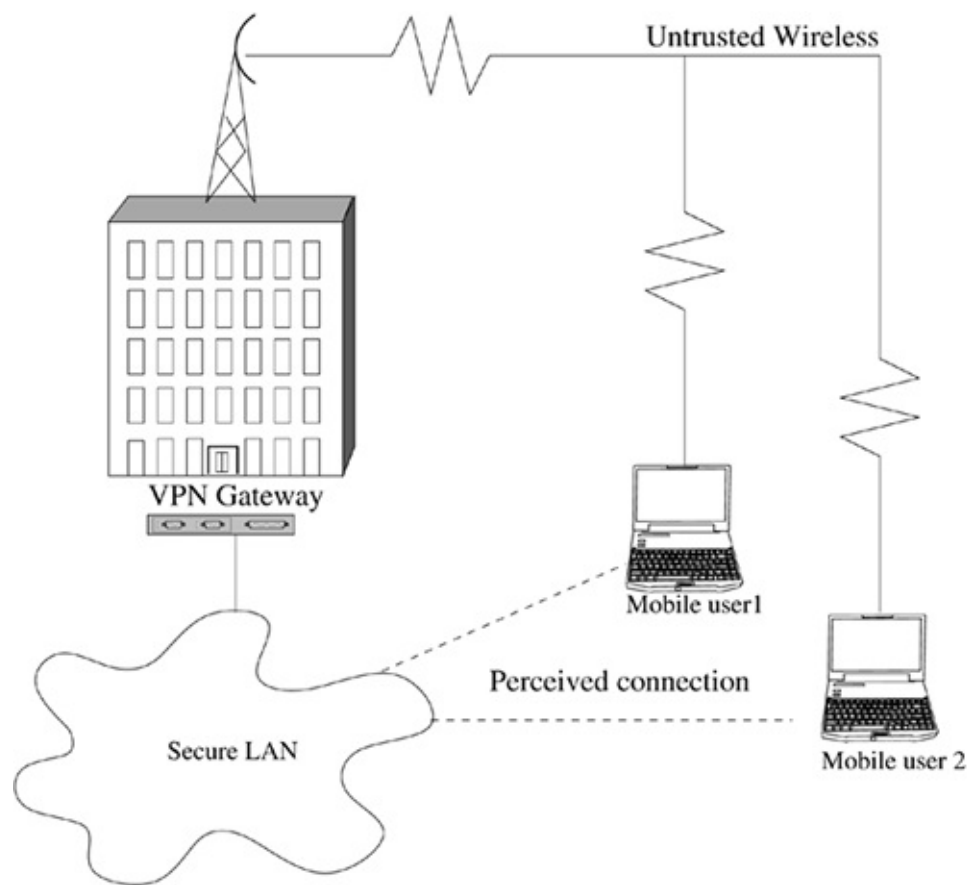 Untrusted Wireless
VPN Gateway
Mobile user1
Perceived connection
Secure LAN
Mobile user 2